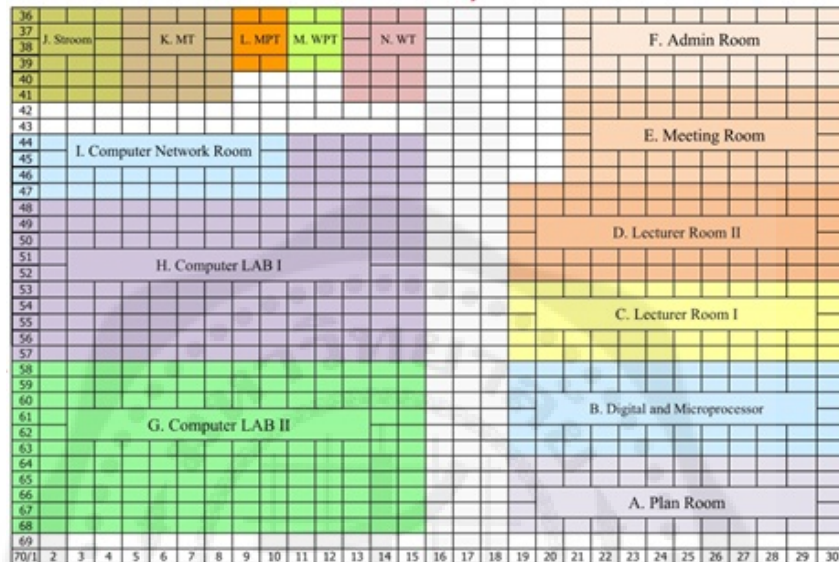 36
37
38
39
40
41
42
43
44
45
46
47
48
49
50
51
52
53
54
55
56
57
58
59
60
61
62
63
64
65
66
67
68
69
J. Stroom
K. MT
L. MPT
M. WPT
N. WT
F. Admin Room
E. Meeting Room
I. Computer Network Room
D. Lecturer Room II
H. Computer LAB I
C. Lecturer Room I
B. Digital and Microprocessor
G. Computer LAB II
A. Plan Room
70/1 2 3 4 5 6 7 8 9 10 11 12 13 14 15 16 17 18 19 20 21 22 23 24 25 26 27 28 29 30